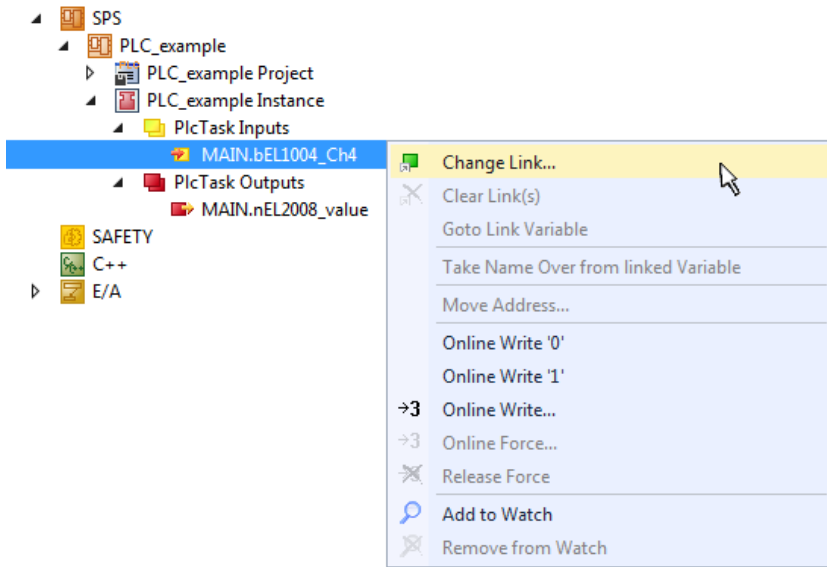 SPS
PLC_example
PLC_example Project
PLC_example Instance
PlcTask Inputs
MAIN.bEL1004_Ch4
PlcTask Outputs
MAIN.nEL2008_value
SAFETY
C++
E/A
Change Link...
Clear Link(s)
Goto Link Variable
Take Name Over from linked Variable
Move Address...
Online Write '0'
Online Write '1'
→3 Online Write...
→3 Online Force...
Release Force
Add to Watch
Remove from Watch